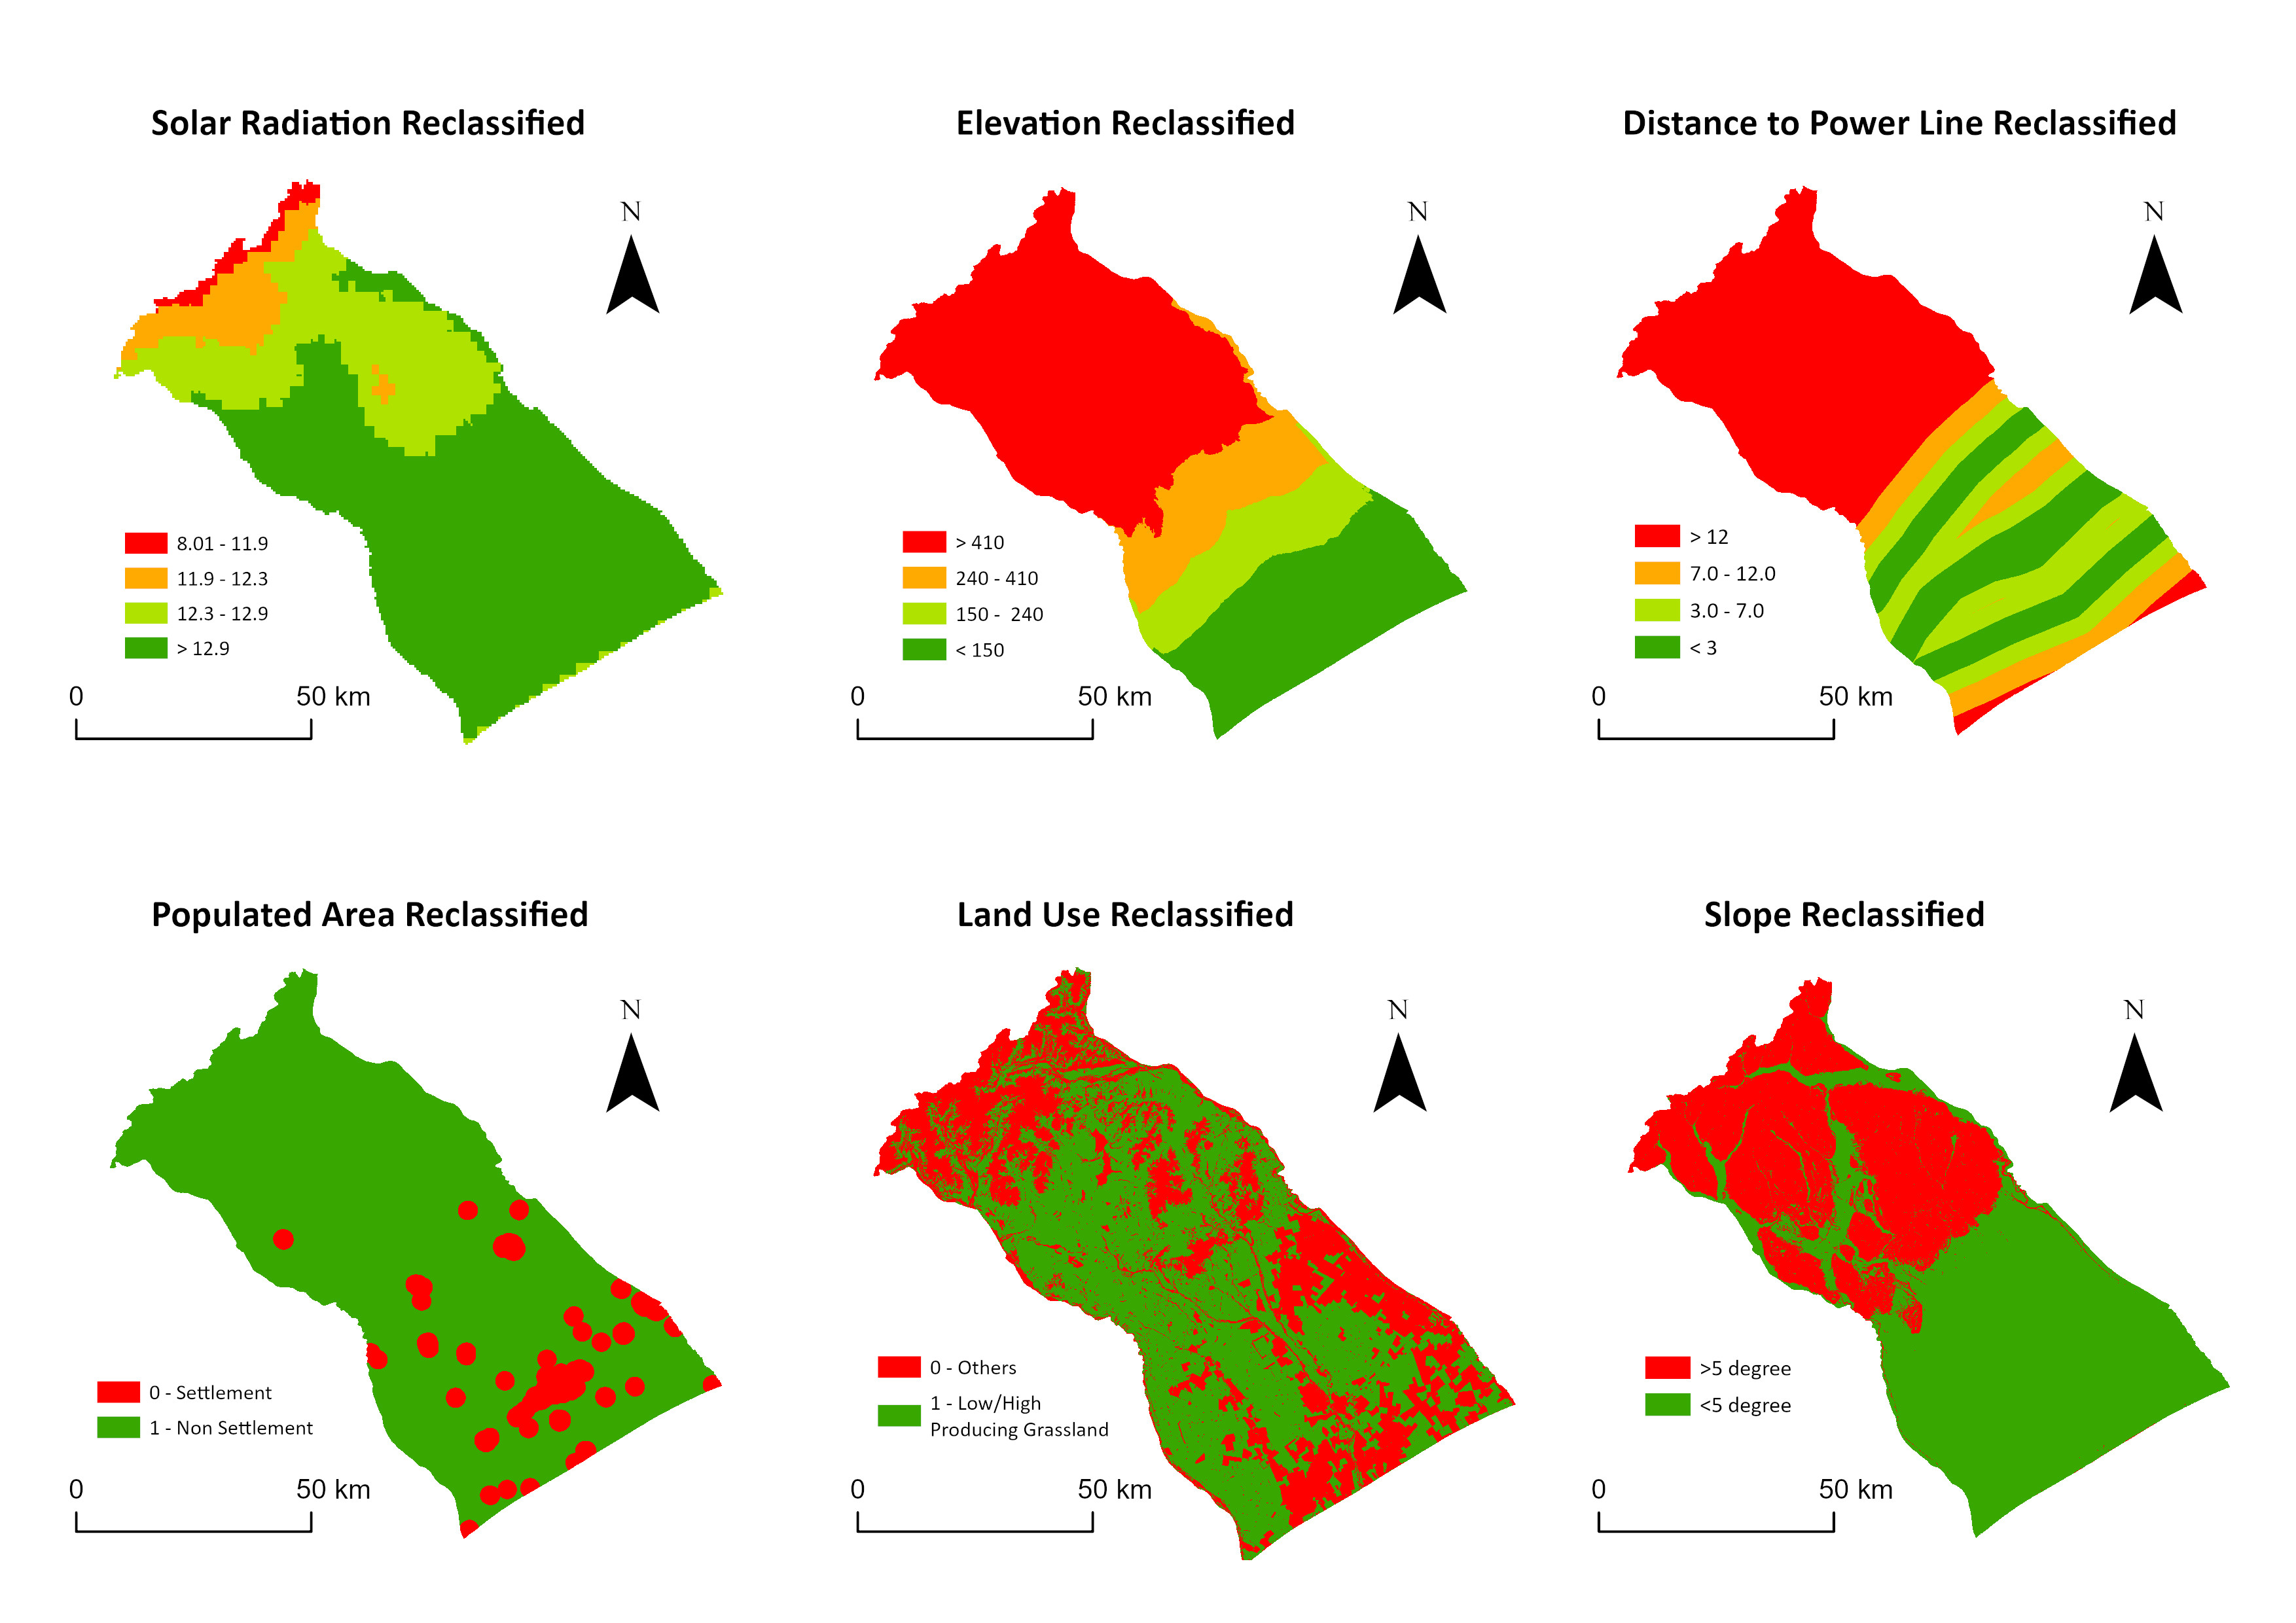 Solar Radiation Reclassified
N
8.01 - 11.9
11.9 - 12.3
12.3 - 12.9
> 12.9
0 50 km
Elevation Reclassified
N
> 410
240 - 410
150 - 240
< 150
0 50 km
Distance to Power Line Reclassified
N
> 12
7.0 - 12.0
3.0 - 7.0
< 3
0 50 km
Populated Area Reclassified
N
0 - Settlement
1 - Non Settlement
0 50 km
Land Use Reclassified
N
0 - Others
1 - Low/High
Producing Grassland
0 50 km
Slope Reclassified
N
>5 degree
<5 degree
0 50 km